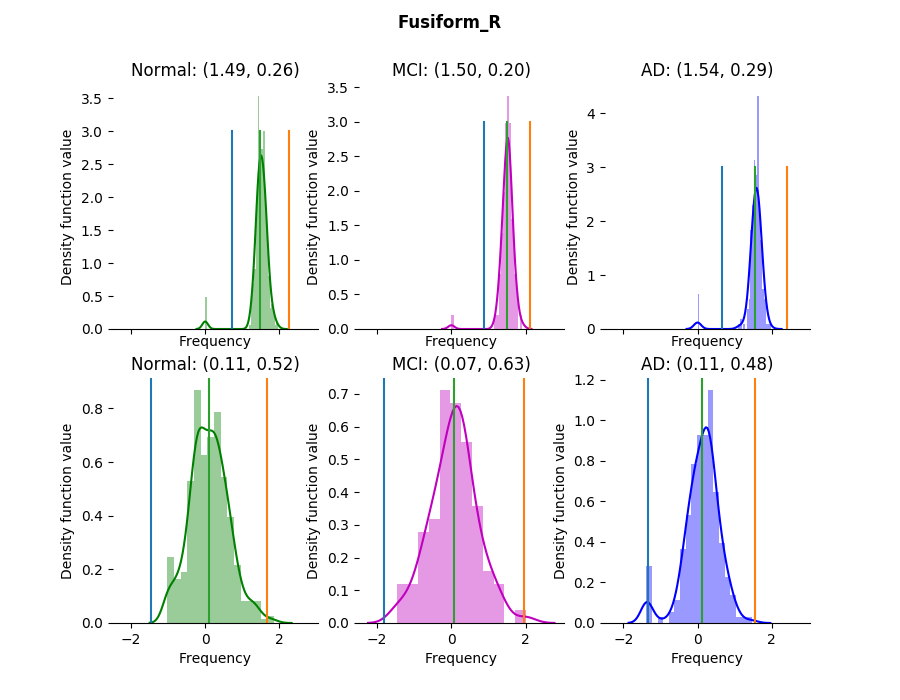 Fusiform_R
Normal: (1.49, 0.26)
MCI: (1.50, 0.20)
AD: (1.54, 0.29)
Density function value
3.5
3.0
2.5
2.0
1.5
1.0
0.5
0.0
Density function value
3.5
3.0
2.5
2.0
1.5
1.0
0.5
0.0
Density function value
4
3
2
1
0
Frequency
Frequency
Frequency
Normal: (0.11, 0.52)
MCI: (0.07, 0.63)
AD: (0.11, 0.48)
Density function value
0.8
0.6
0.4
0.2
0.0
Density function value
0.7
0.6
0.5
0.4
0.3
0.2
0.1
0.0
Density function value
1.2
1.0
0.8
0.6
0.4
0.2
0.0
−2 0 2
−2 0 2
−2 0 2
Frequency
Frequency
Frequency